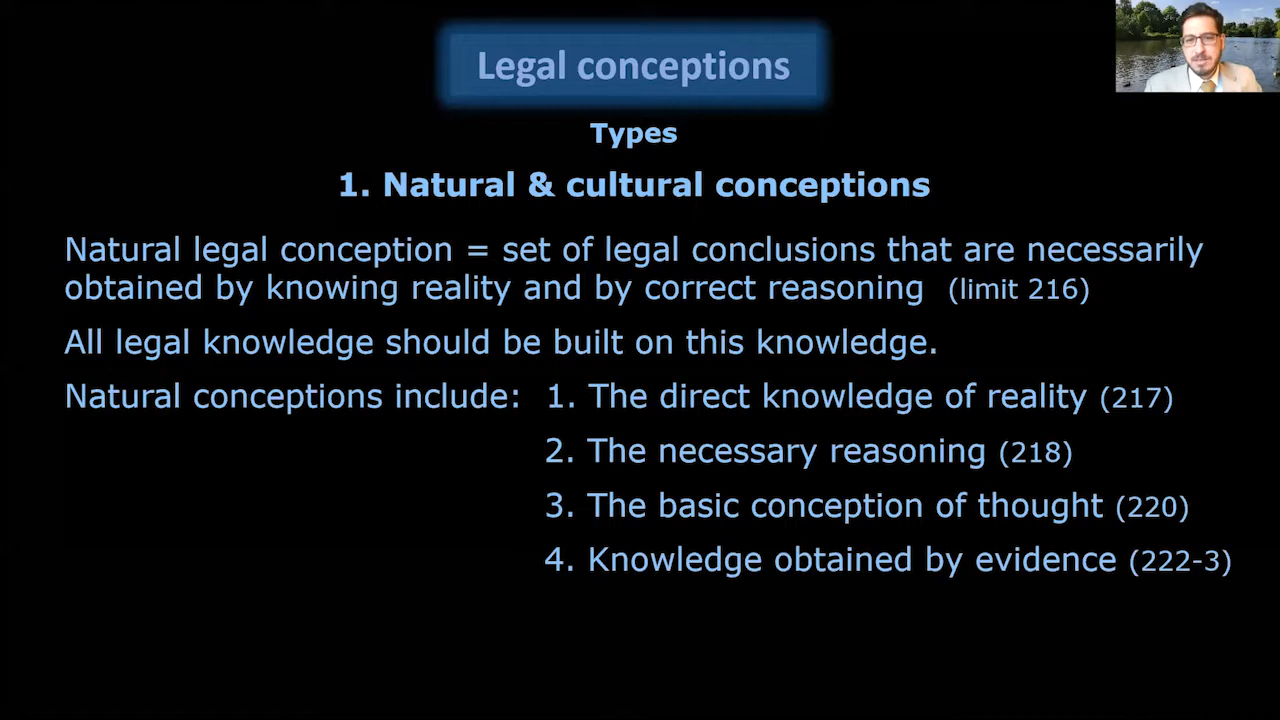 Legal conceptions
Types
1. Natural & cultural conceptions
Natural legal conception = set of legal conclusions that are necessarily
obtained by knowing reality and by correct reasoning (limit 216)
All legal knowledge should be built on this knowledge.
Natural conceptions include: 1. The direct knowledge of reality (217)
2. The necessary reasoning (218)
3. The basic conception of thought (220)
4. Knowledge obtained by evidence (222-3)